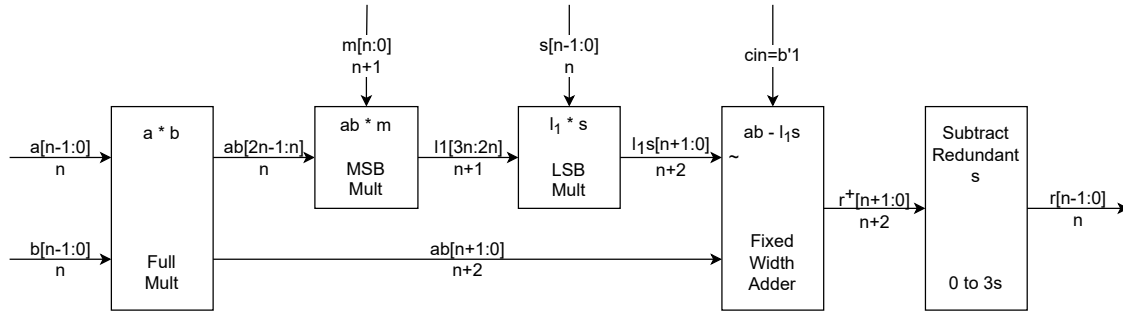 m[n:0]
n+1
s[n-1:0]
n
cin=b'1
a * b
ab * m
l₁ * s
ab - l₁s
Subtract
Redundant
s
a[n-1:0]
n
ab[2n-1:n]
n
MSB
Mult
l1[3n:2n]
n+1
LSB
Mult
l₁s[n+1:0]
n+2
~
r⁺[n+1:0]
n+2
r[n-1:0]
n
b[n-1:0]
n
Full
Mult
ab[n+1:0]
n+2
Fixed
Width
Adder
0 to 3s